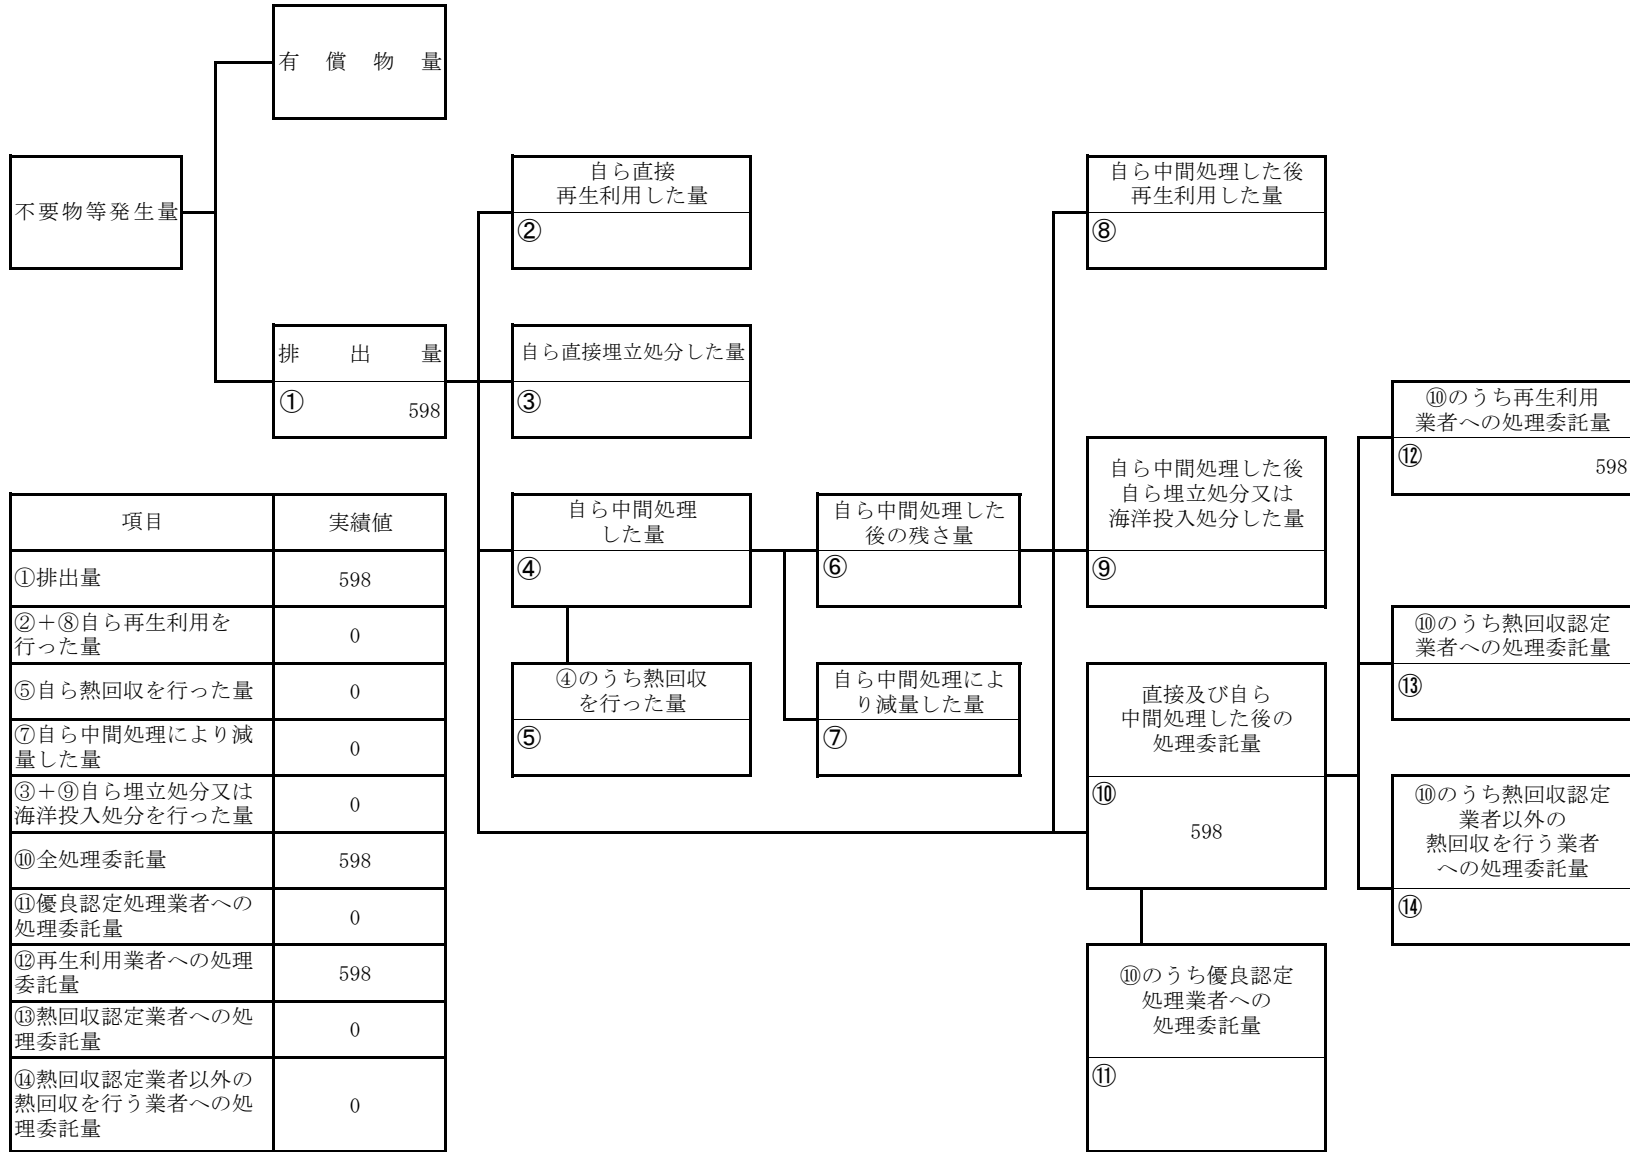 有償物量
不要物等発生量
排出量
①
598
自ら直接
再生利用した量
②
自ら直接埋立処分した量
③
自ら中間処理
した量
④
④のうち熱回収
を行った量
⑤
自ら中間処理した
後の残さ量
⑥
自ら中間処理によ
り減量した量
⑦
自ら中間処理した後
再生利用した量
⑧
自ら中間処理した後
自ら埋立処分又は
海洋投入処分した量
⑨
直接及び自ら
中間処理した後の
処理委託量
⑩
598
⑩のうち優良認定
処理業者への
処理委託量
⑪
⑩のうち再生利用
業者への処理委託量
⑫
598
⑩のうち熱回収認定
業者への処理委託量
⑬
⑩のうち熱回収認定
業者以外の
熱回収を行う業者
への処理委託量
⑭
項目 実績値
①排出量 598
②＋⑧自ら再生利用を
行った量 0
⑤自ら熱回収を行った量 0
⑦自ら中間処理により減
量した量 0
③＋⑨自ら埋立処分又は
海洋投入処分を行った量 0
⑩全処理委託量 598
⑪優良認定処理業者への
処理委託量 0
⑫再生利用業者への処理
委託量 598
⑬熱回収認定業者への処
理委託量 0
⑭熱回収認定業者以外の
熱回収を行う業者への処
理委託量 0